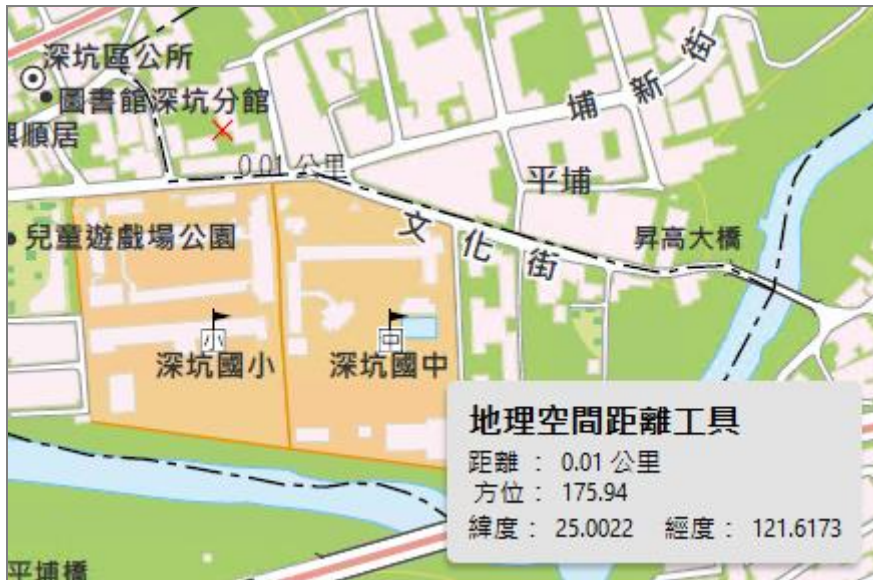 深坑區公所
圖書館深坑分館
順居
0.01 公里
埔新街
平埔
兒童遊戲場公園
文化街
昇高大橋
小
中
深坑國小
深坑國中
地理空間距離工具
距離 : 0.01 公里
方位 : 175.94
緯度 : 25.0022 經度 : 121.6173
平埔橋